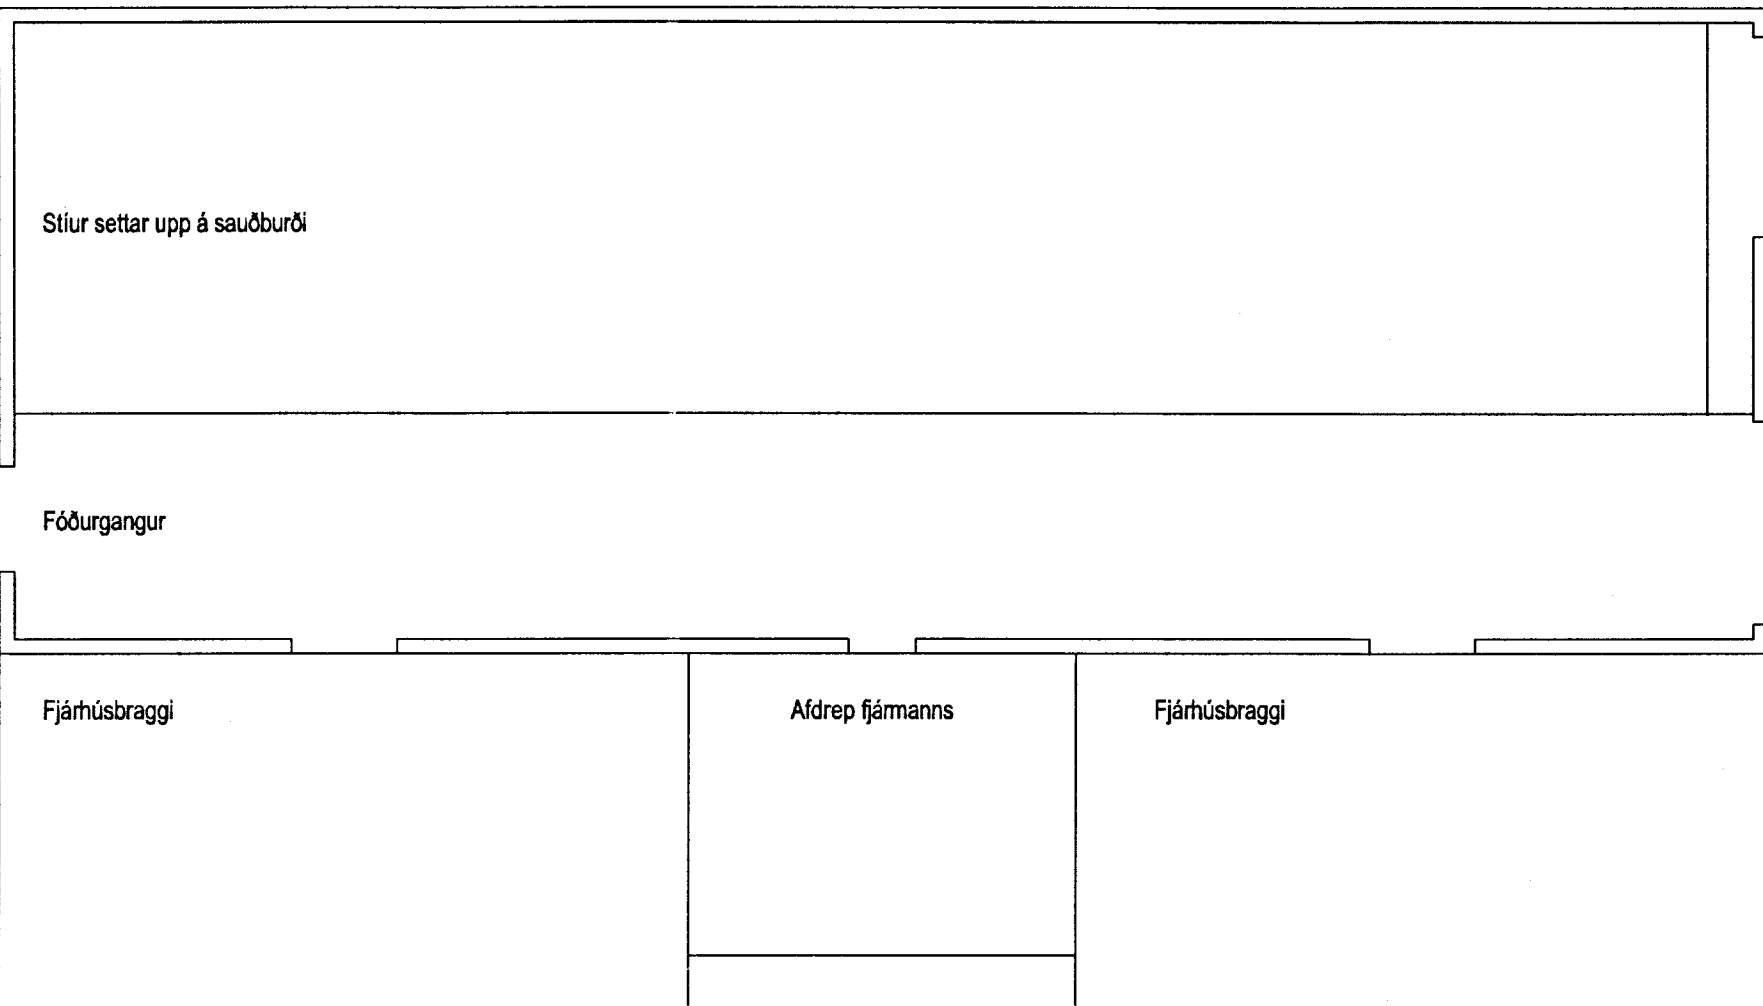 Stíur settar upp á sauðburði
Fóðurgangur
Fjárhúsbraggi
Afdrep fjármanns
Fjárhúsbraggi